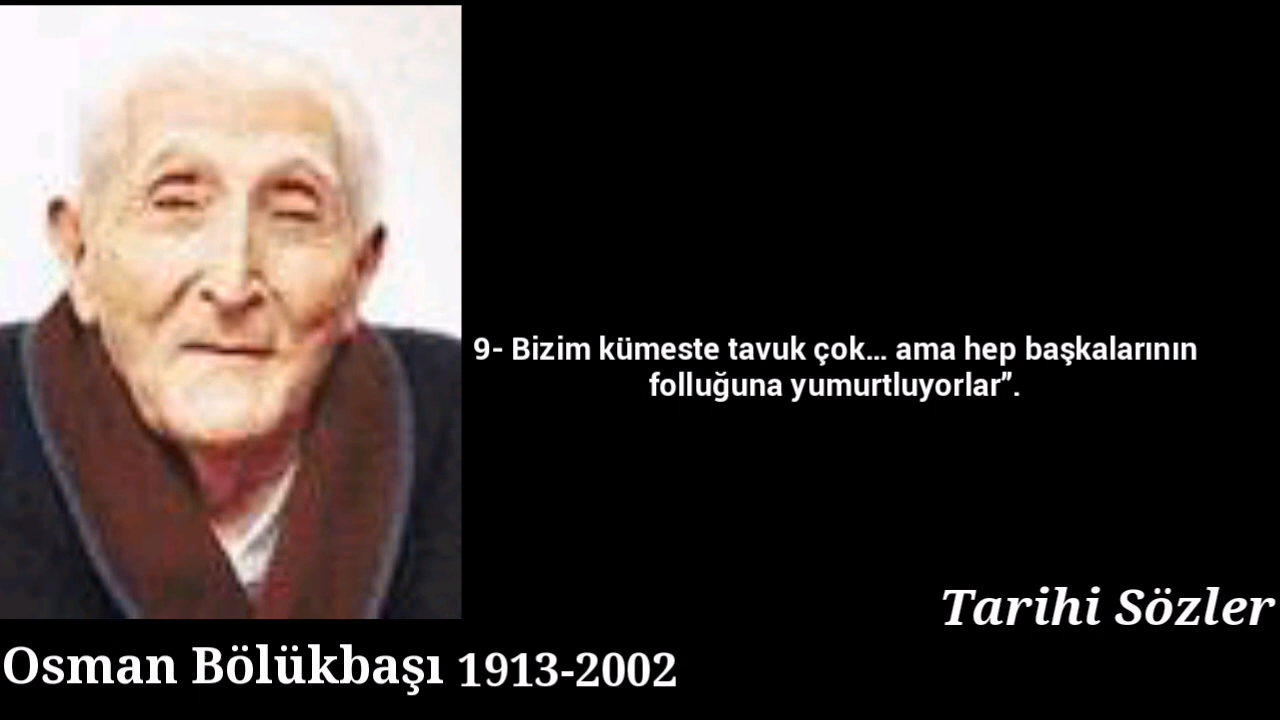 9- Bizim kümeste tavuk çok... ama hep başkalarının
folluğuna yumurtluyorlar”.
Tarihi Sözler
Osman Bölükbaşı 1913-2002